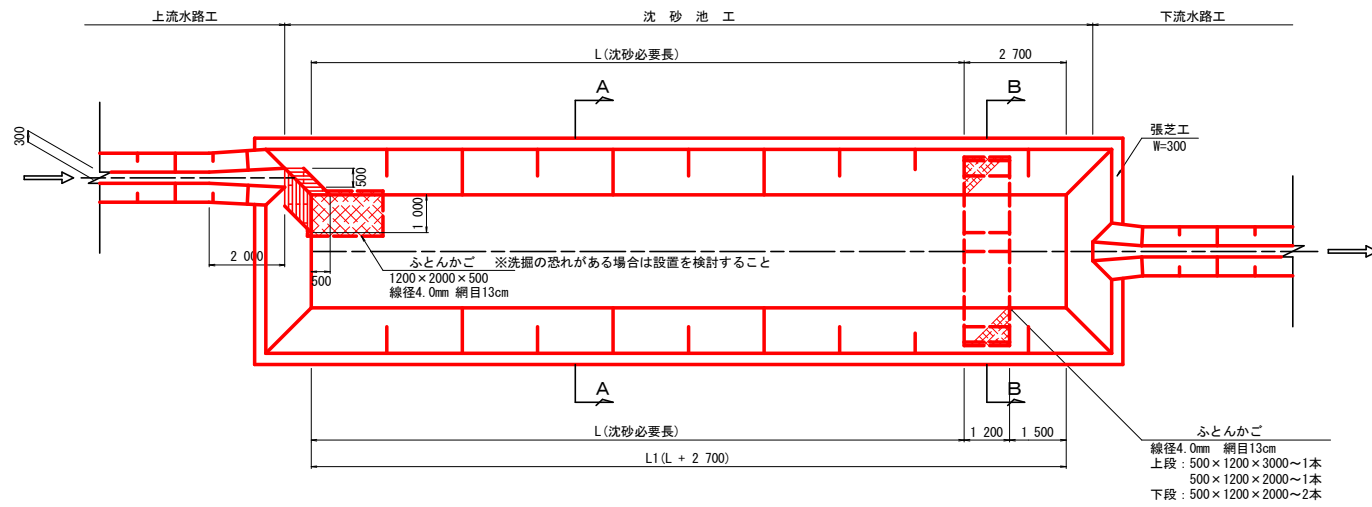 上流水路工
沈 砂 池 工
下流水路工
L(沈砂必要長)
2 700
A
B
張芝工
W=300
300
500
1 000
2 000
500
ふとんかご ※洗掘の恐れがある場合は設置を検討すること
1200×2000×500
線径4.0mm 網目13cm
A
B
L(沈砂必要長)
1 200
1 500
L1(L + 2 700)
ふとんかご
線径4.0mm 網目13cm
上段：500×1200×3000～1本
500×1200×2000～1本
下段：500×1200×2000～2本